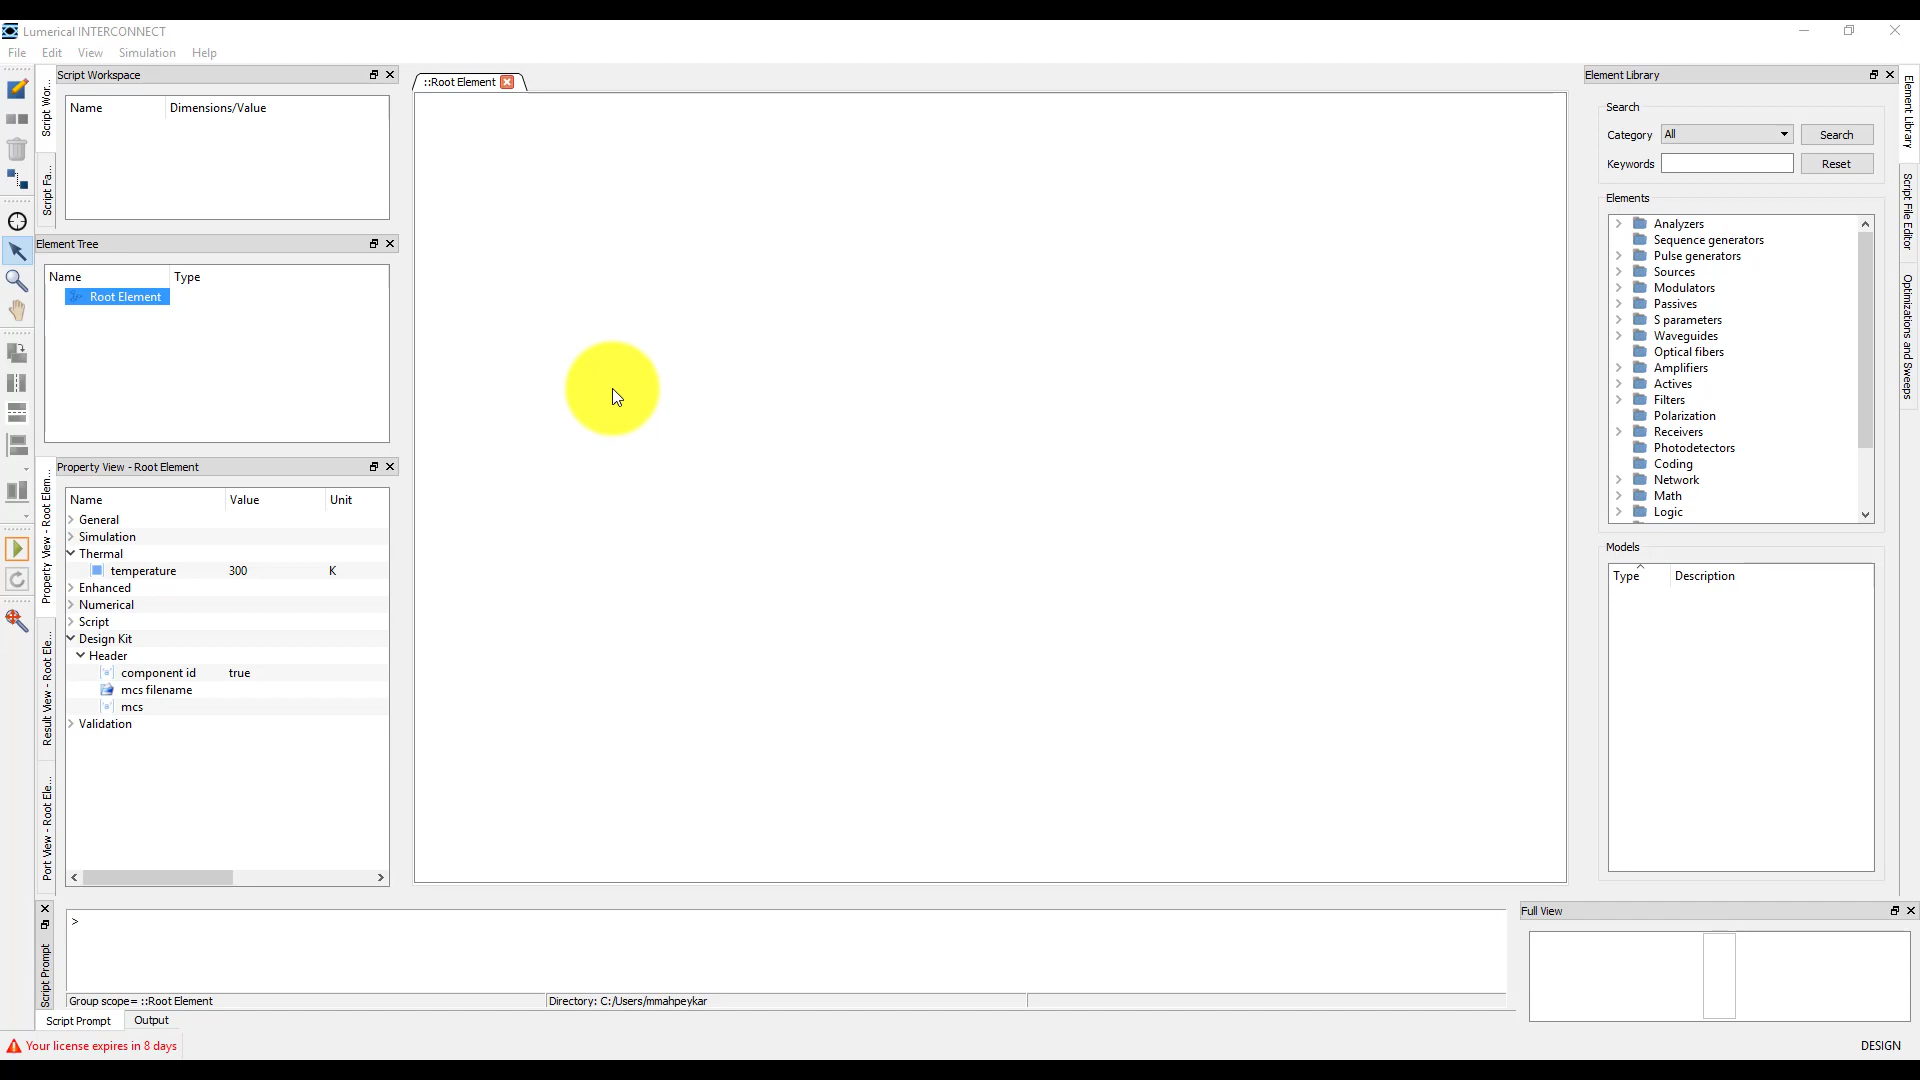 Lumerical INTERCONNECT
File Edit View Simulation Help
Script Wor...
Script Fa...
Script Workspace
Name Dimensions/Value
Element Tree
Name Type
Root Element
Property View - Root Elem...
Result View - Root Ele...
Port View - Root Ele...
Property View - Root Element
Name Value Unit
General
Simulation
Thermal
temperature 300 K
Enhanced
Numerical
Script
Design Kit
Header
component id true
mcs filename
mcs
Validation
::Root Element
Element Library
Search
Category All Search
Keywords Reset
Elements
Analyzers
Sequence generators
Pulse generators
Sources
Modulators
Passives
S parameters
Waveguides
Optical fibers
Amplifiers
Actives
Filters
Polarization
Receivers
Photodetectors
Coding
Network
Math
Logic
Models
Type Description
Element Library
Script File Editor
Optimizations and Sweeps
Script Prompt
>
Group scope= ::Root Element Directory: C:/Users/mmahpeykar
Script Prompt Output
Full View
Your license expires in 8 days
DESIGN